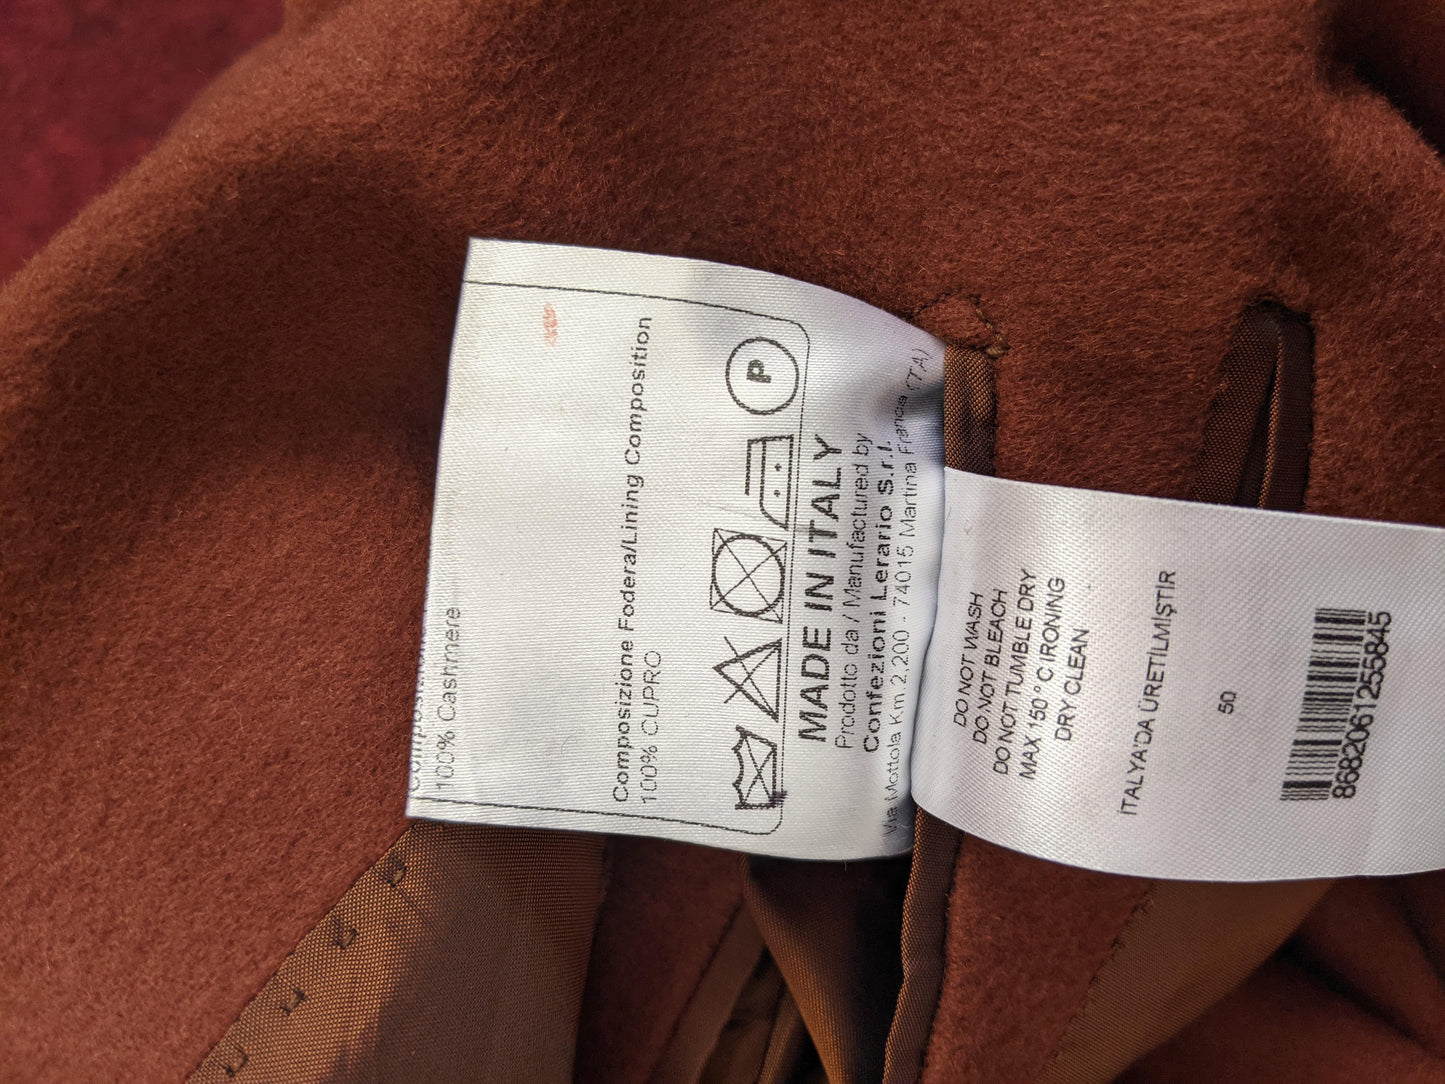 100% Cashmere
Composizione Fodera/Lining Composition
100% CUPRO
P
MADE IN ITALY
Prodotto da / Manufactured by
Confezioni Lerario S.r.l.
Via Mottola Km 2,200 - 74015 Martina Franca (TA)
DO NOT WASH
DO NOT BLEACH
DO NOT TUMBLE DRY
MAX 150°C IRONING
DRY CLEAN
İTALYA'DA ÜRETİLMİŞTİR
50
8682061255845